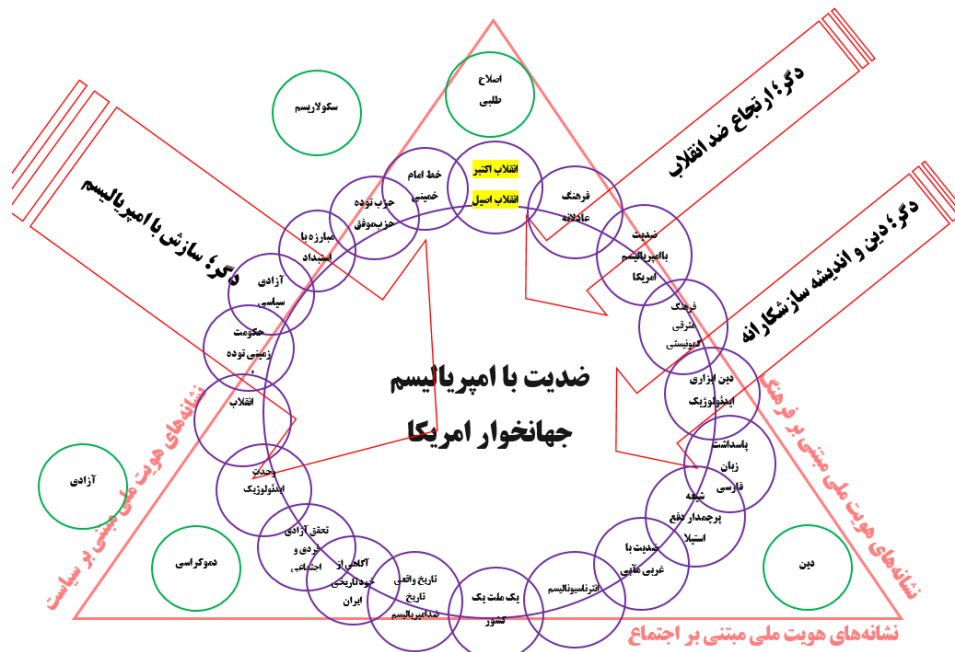 اصلاح
طلبی
سکولاریسم
دگر؛ ارتجاع ضد انقلاب
دگر؛ دین و اندیشه سازشکارانه
دگر؛ سازش با امپریالیسم
انقلاب اکتبر
انقلاب اصیل
فرهنگ
عادلانه
ضدیت
باامپریالیسم
امریکا
فرهنگ
مترقی
کمونیستی
دین ابزاری
ایدئولوژیک
پاسداشت
زبان
فارسی
شیعه
پرچمدار دفع
استیلا
ضدیت با
غربی مآبی
انترناسیونالیسم
یک ملت یک
کشور
تاریخ واقعی
تاریخ
ضدامپریالیسم
آگاهی از
خودتاریخی
ایران
تحقق آزادی
فردی و
اجتماعی
وحدت
ایدئولوژیک
انقلاب
حکومت
زمینی توده
آزادی
سیاسی
مبارزه با
استبداد
حزب توده
حزب موفق
خط امام
خمینی
ضدیت با امپریالیسم
جهانخوار امریکا
آزادی
دموکراسی
دین
نشانه‌های هویت ملی مبتنی بر سیاست
نشانه‌های هویت ملی مبتنی بر فرهنگ
نشانه‌های هویت ملی مبتنی بر اجتماع